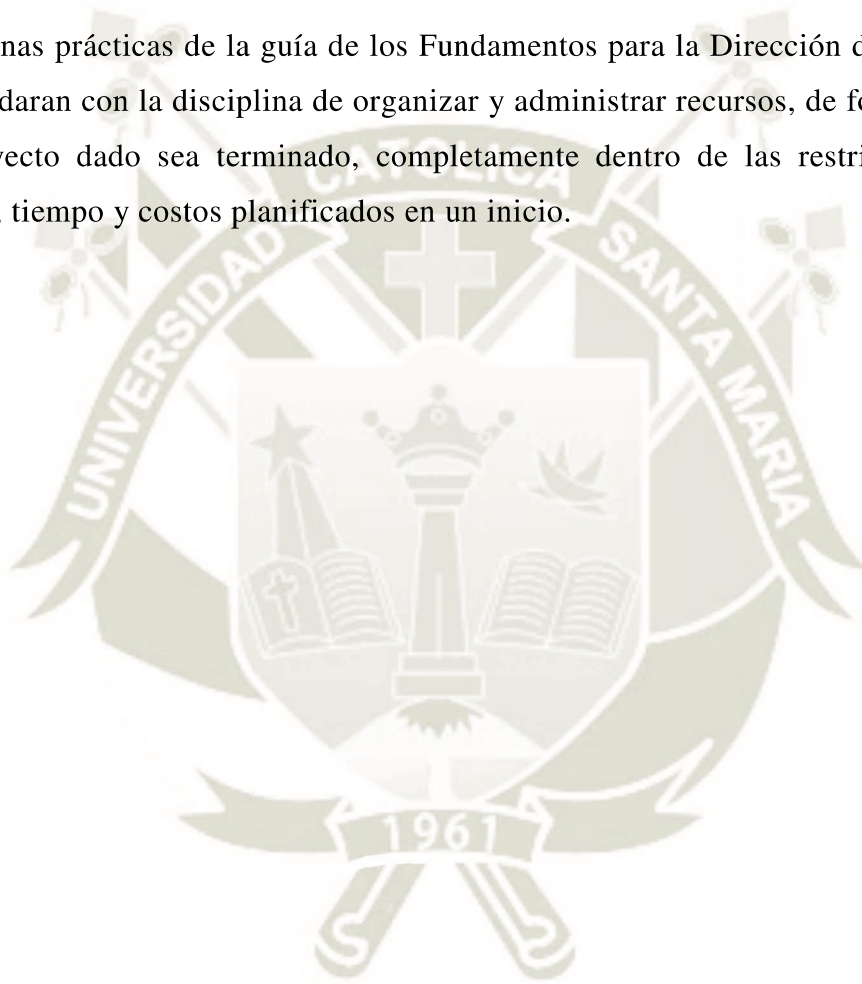 nas prácticas de la guía de los Fundamentos para la Dirección d
daran con la disciplina de organizar y administrar recursos, de fo
yecto dado sea terminado, completamente dentro de las restri
, tiempo y costos planificados en un inicio.
CATOLICA
UNIVERSIDAD
SANTA MARIA
1961